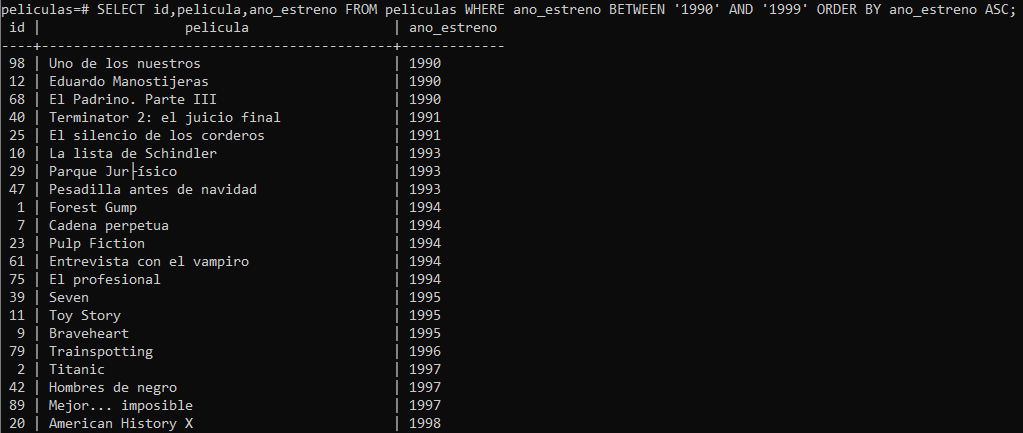 peliculas=# SELECT id,pelicula,ano_estreno FROM peliculas WHERE ano_estreno BETWEEN '1990' AND '1999' ORDER BY ano_estreno ASC;
 id |                  pelicula                  | ano_estreno
----+--------------------------------------------+-------------
 98 | Uno de los nuestros                        | 1990
 12 | Eduardo Manostijeras                       | 1990
 68 | El Padrino. Parte III                      | 1990
 40 | Terminator 2: el juicio final              | 1991
 25 | El silencio de los corderos                | 1991
 10 | La lista de Schindler                      | 1993
 29 | Parque Jur├ísico                           | 1993
 47 | Pesadilla antes de navidad                 | 1993
  1 | Forest Gump                                | 1994
  7 | Cadena perpetua                            | 1994
 23 | Pulp Fiction                               | 1994
 61 | Entrevista con el vampiro                  | 1994
 75 | El profesional                             | 1994
 39 | Seven                                      | 1995
 11 | Toy Story                                  | 1995
  9 | Braveheart                                 | 1995
 79 | Trainspotting                              | 1996
  2 | Titanic                                    | 1997
 42 | Hombres de negro                           | 1997
 89 | Mejor... imposible                         | 1997
 20 | American History X                         | 1998